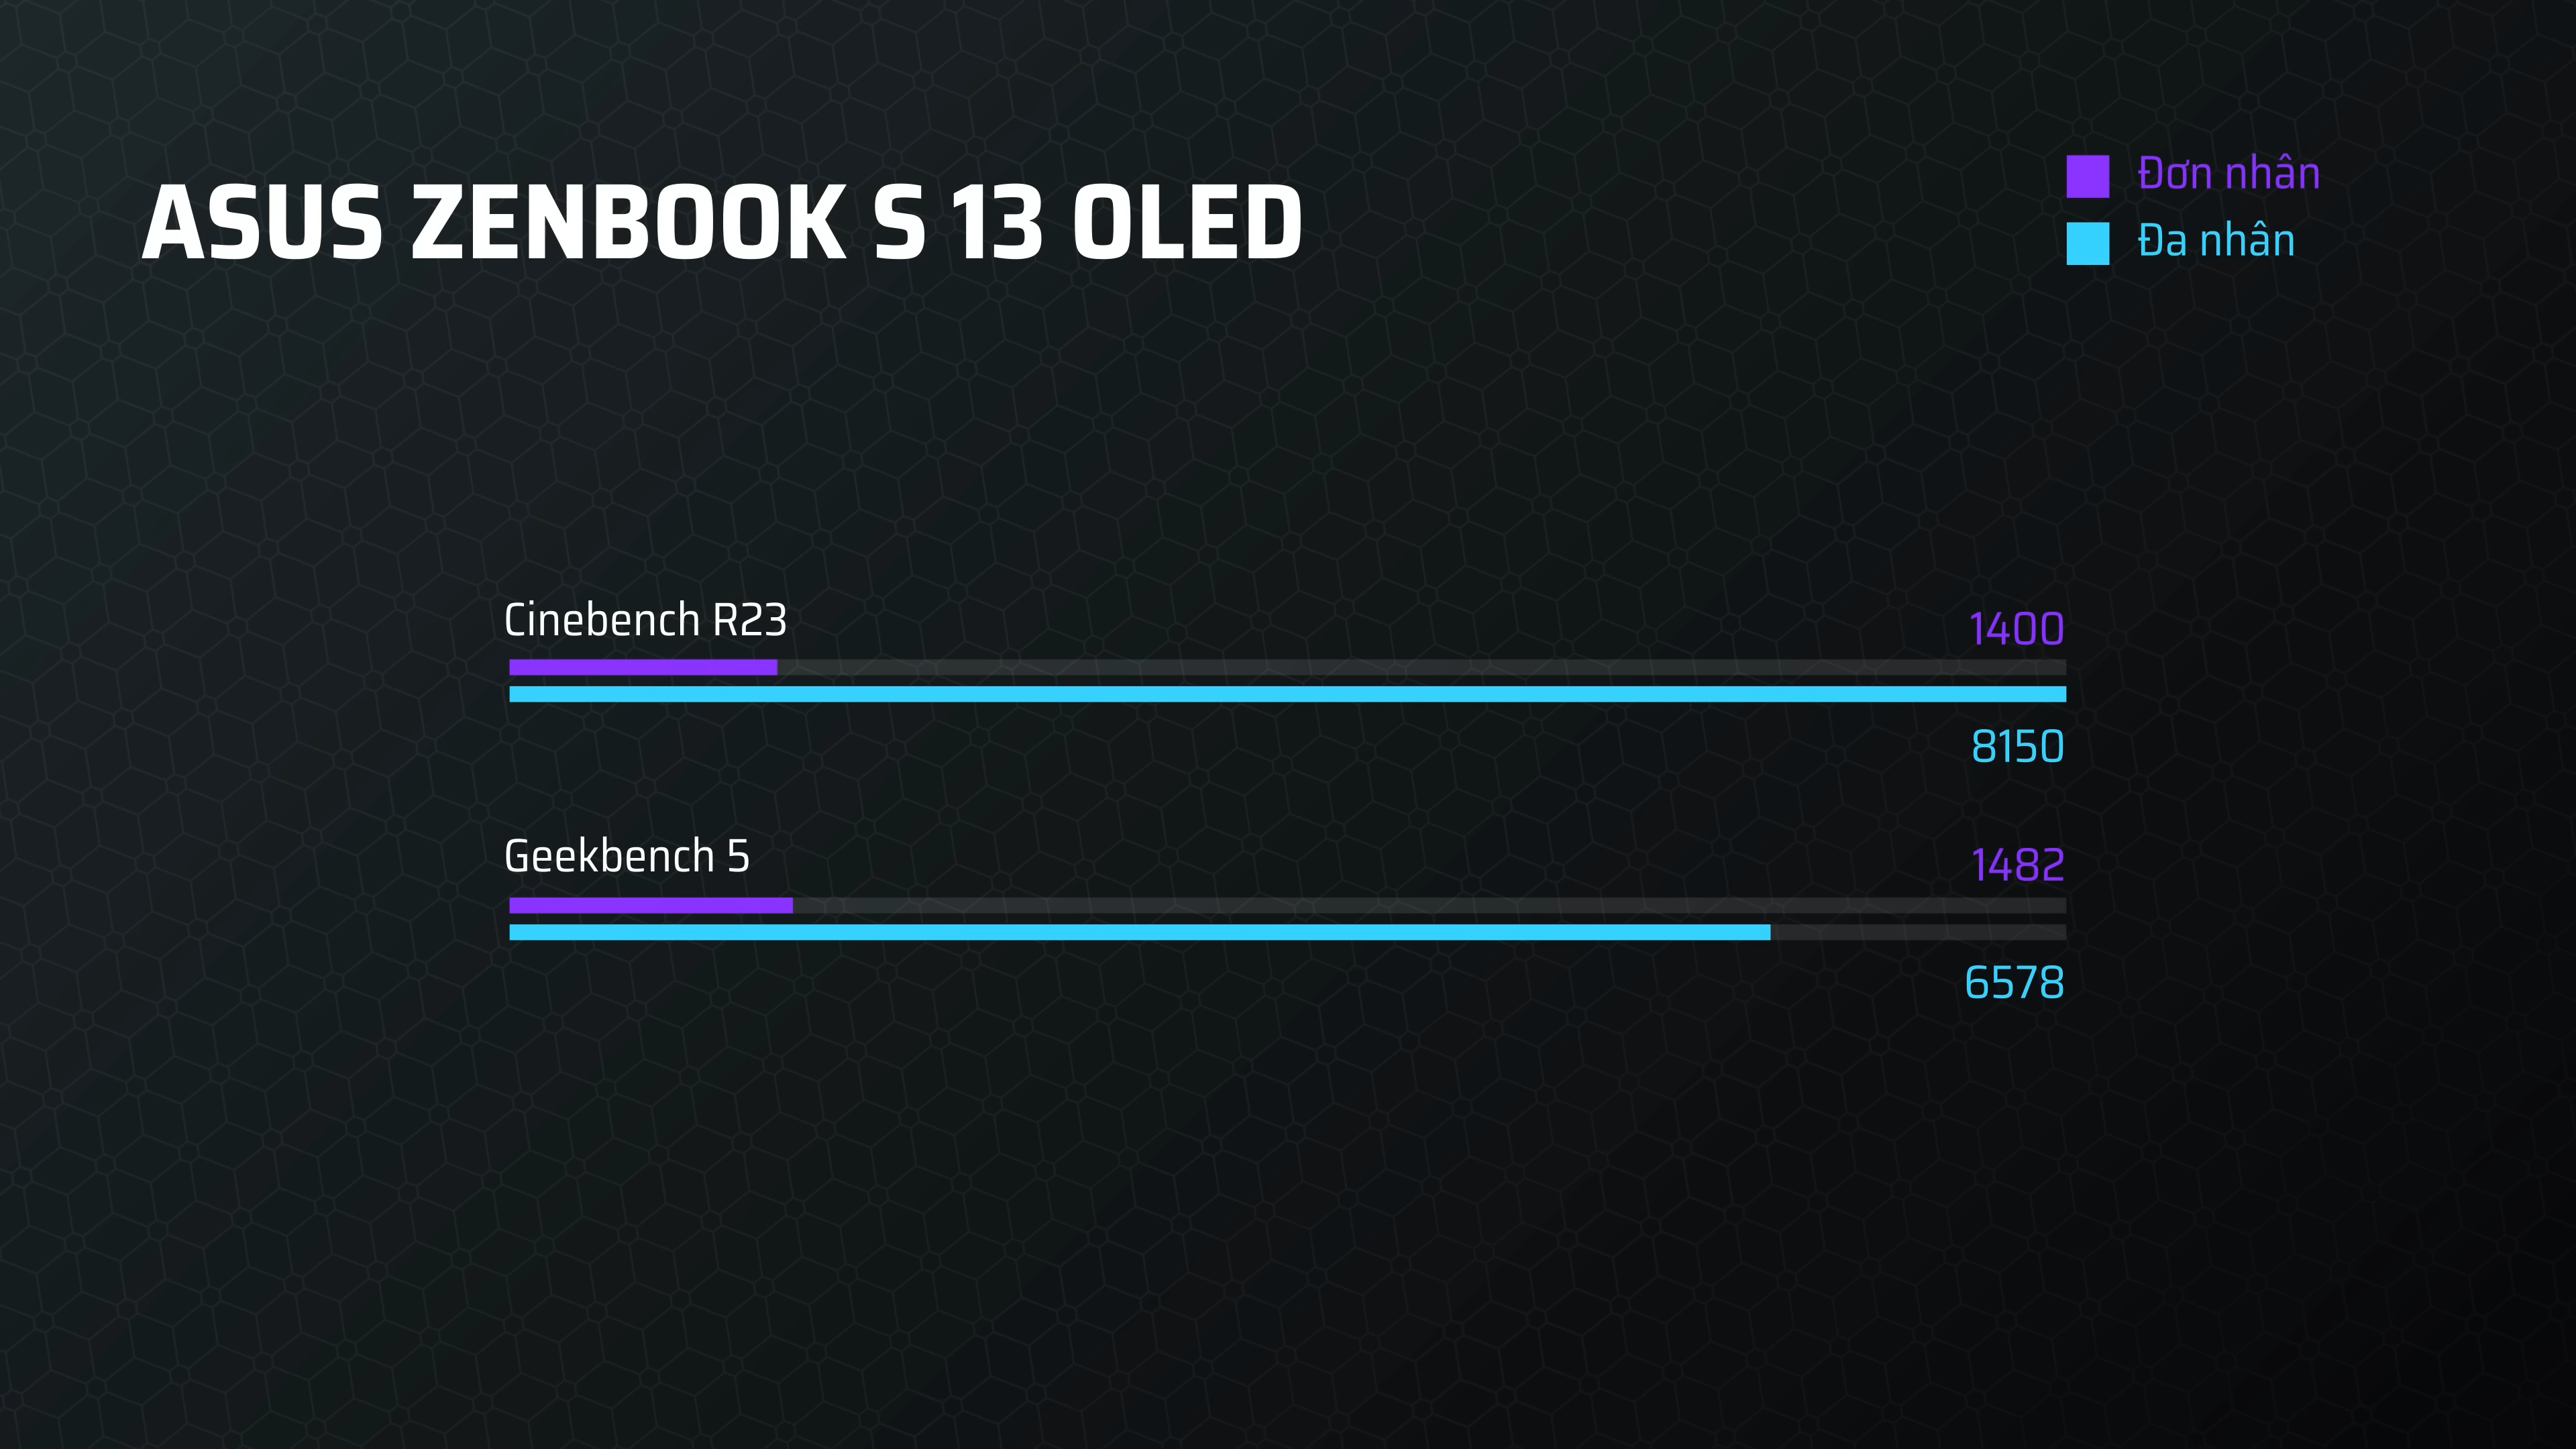 ASUS ZENBOOK S 13 OLED
Đơn nhân
Đa nhân
Cinebench R23
1400
8150
Geekbench 5
1482
6578